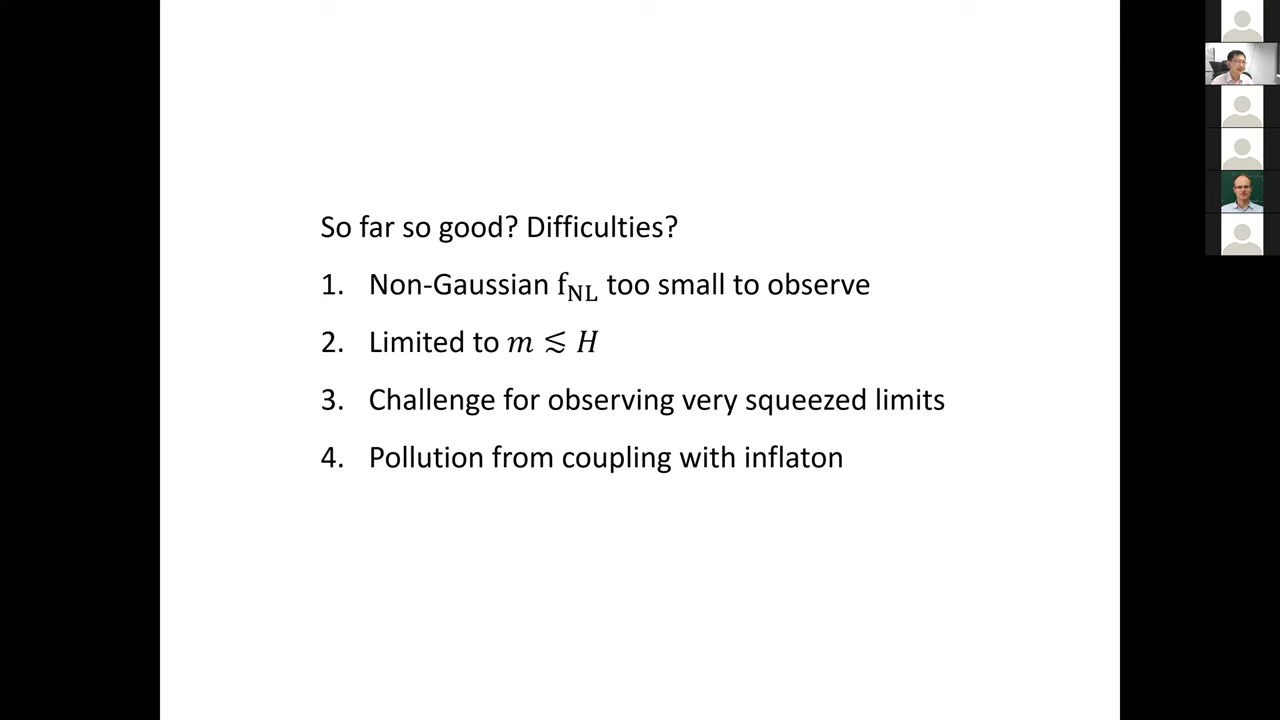 So far so good? Difficulties?
1. Non-Gaussian f_NL too small to observe
2. Limited to m ≲ H
3. Challenge for observing very squeezed limits
4. Pollution from coupling with inflaton